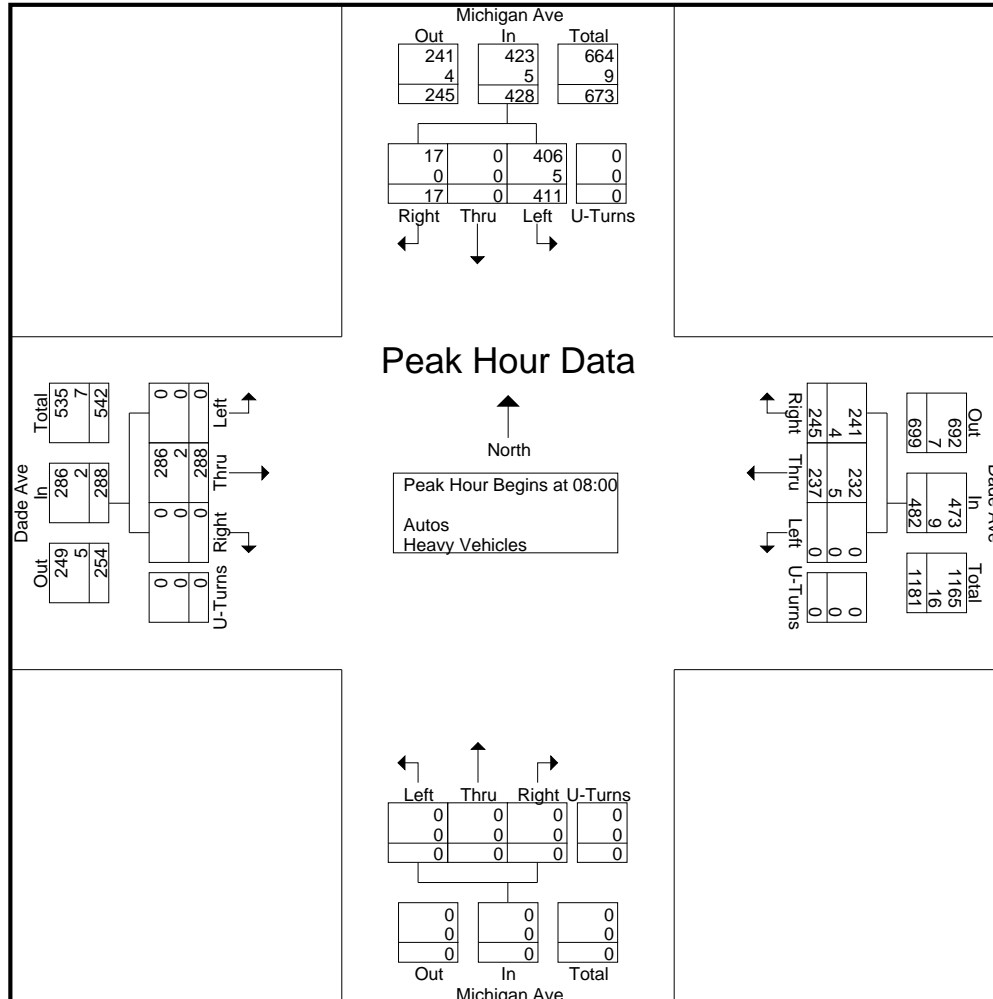 Michigan Ave
Out In Total
241 423 664
4 5 9
245 428 673
17 0 406 0
0 0 5 0
17 0 411 0
Right Thru Left U-Turns
Peak Hour Data
North
Peak Hour Begins at 08:00
Autos
Heavy Vehicles
Dade Ave
Total In Out
535 286 249
7 2 5
542 288 254
0 286 0 0
0 2 0 0
0 288 0 0
Left Thru Right U-Turns
Dade Ave
Out In Total
692 473 1165
7 9 16
699 482 1181
241 232 0 0
4 5 0 0
245 237 0 0
Right Thru Left U-Turns
Left Thru Right U-Turns
0 0 0 0
0 0 0 0
0 0 0 0
0 0 0
0 0 0
0 0 0
Out In Total
Michigan Ave